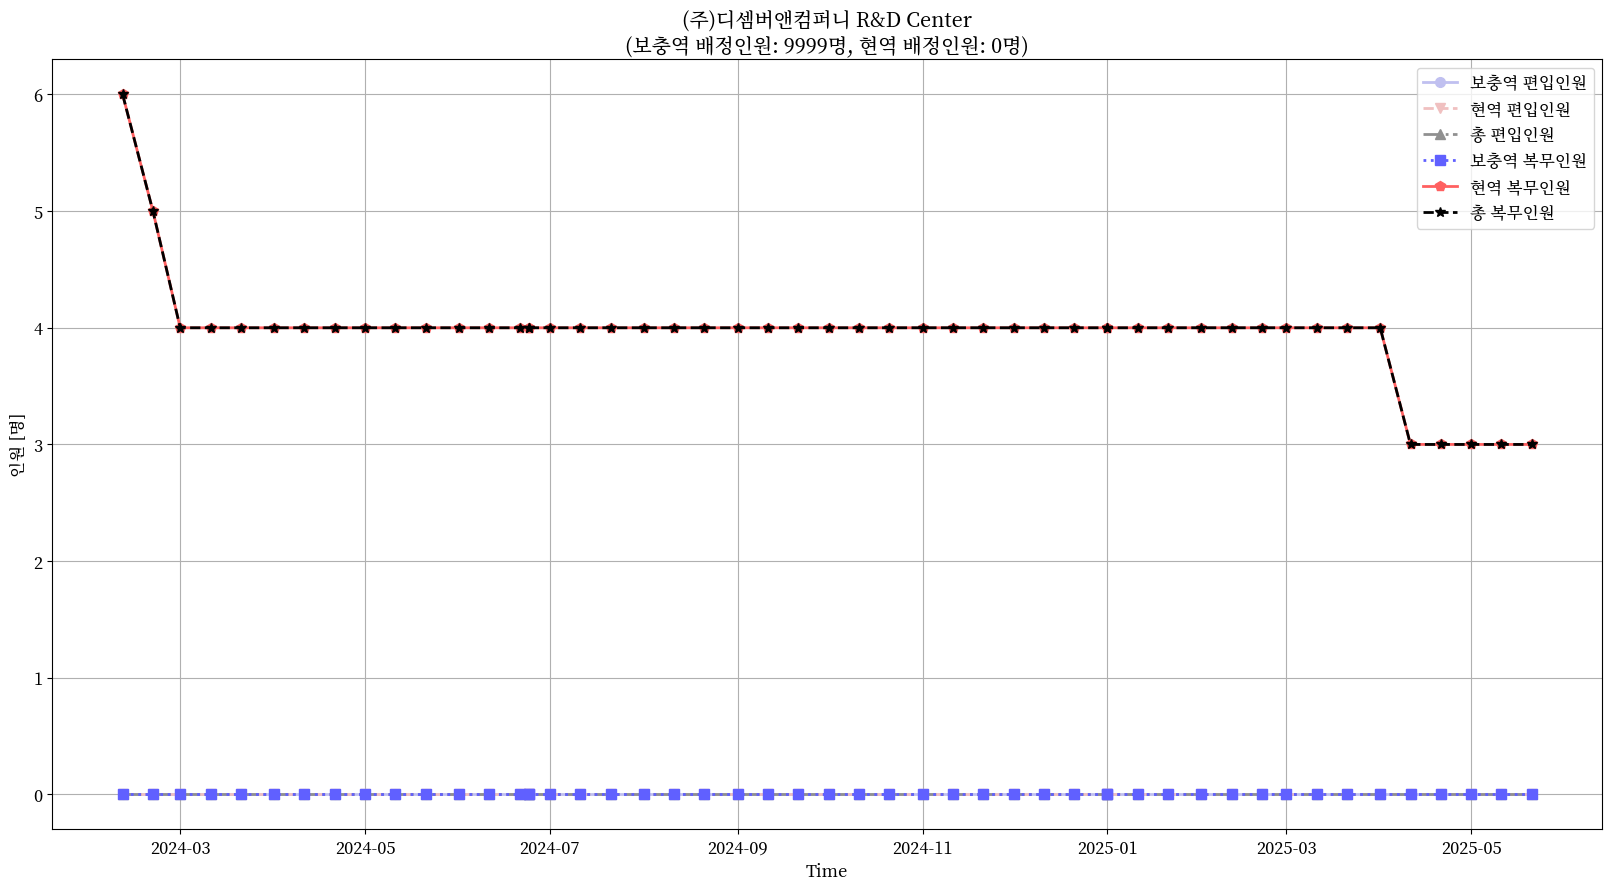 (주)디셈버앤컴퍼니 R&D Center
(보충역 배정인원: 9999명, 현역 배정인원: 0명)
보충역 편입인원
현역 편입인원
총 편입인원
보충역 복무인원
현역 복무인원
총 복무인원
인원 [명]
6
5
4
3
2
1
0
2024-03
2024-05
2024-07
2024-09
2024-11
2025-01
2025-03
2025-05
Time